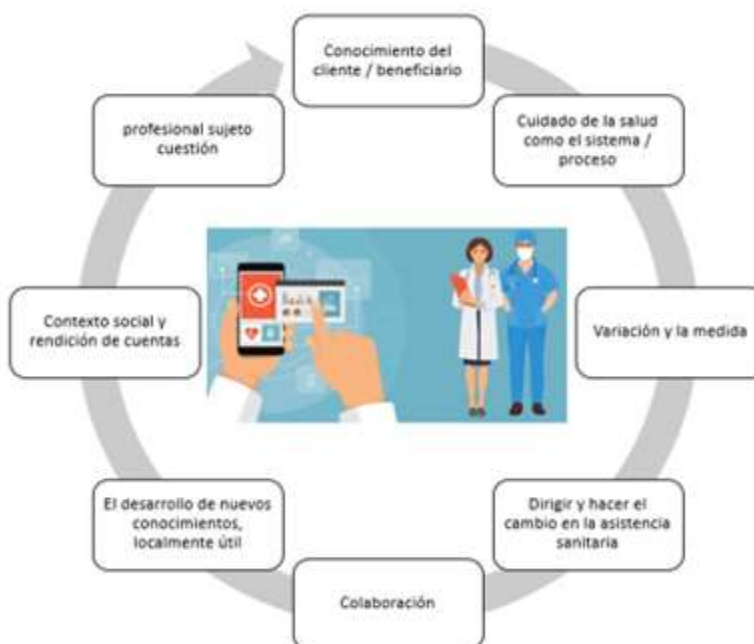 Conocimiento del
cliente / beneficiario
Cuidado de la salud
como el sistema /
proceso
Variación y la medida
Dirigir y hacer el
cambio en la asistencia
sanitaria
Colaboración
El desarrollo de nuevos
conocimientos,
localmente útil
Contexto social y
rendición de cuentas
profesional sujeto
cuestión